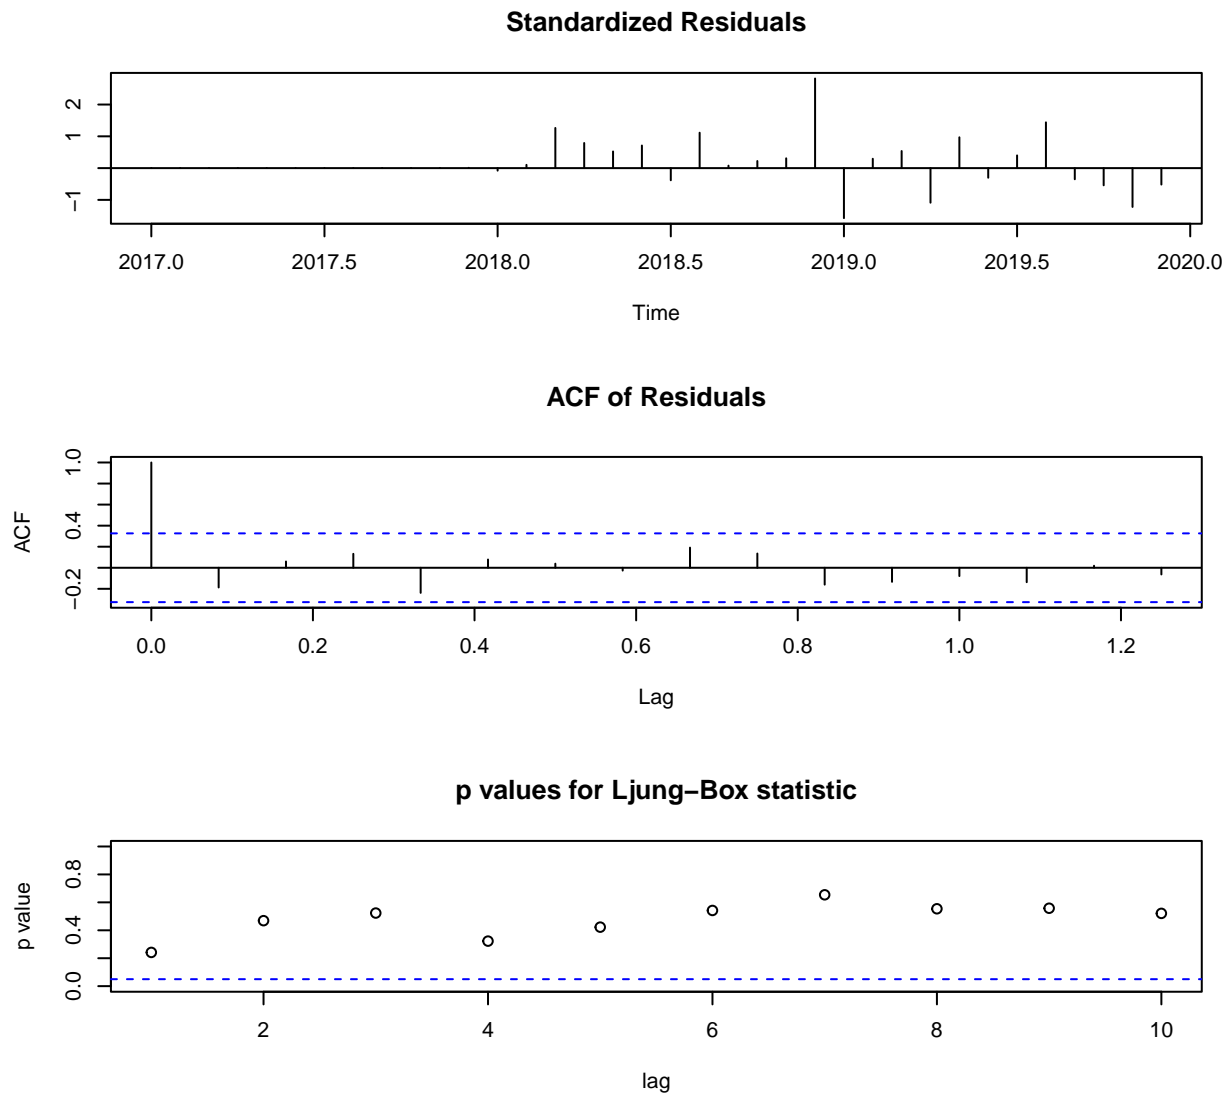 Standardized Residuals
2
1
−1
2017.0 2017.5 2018.0 2018.5 2019.0 2019.5 2020.0
Time
ACF of Residuals
1.0
0.4
−0.2
ACF
0.0 0.2 0.4 0.6 0.8 1.0 1.2
Lag
p values for Ljung−Box statistic
0.8
0.4
0.0
p value
2 4 6 8 10
lag